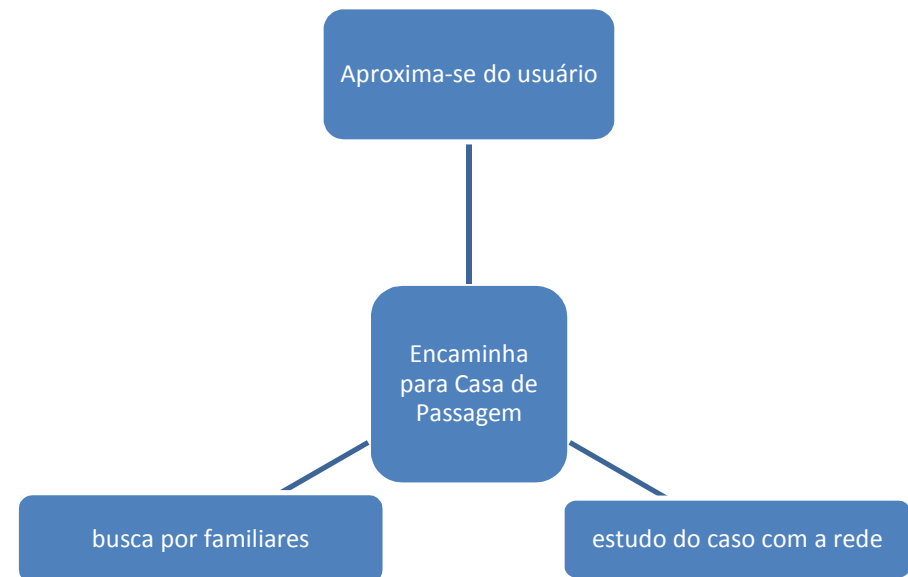 Aproxima-se do usuário
Encaminha
para Casa de
Passagem
busca por familiares
estudo do caso com a rede